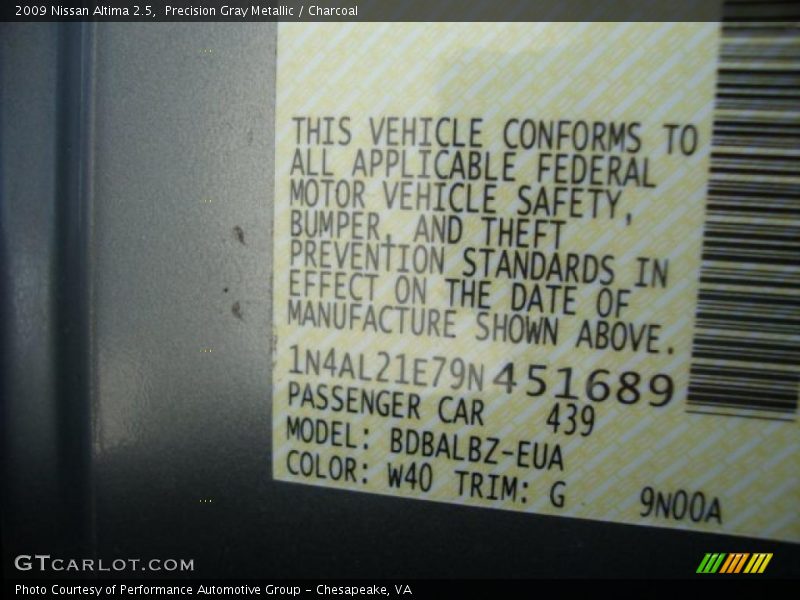 2009 Nissan Altima 2.5,  Precision Gray Metallic / Charcoal
THIS VEHICLE CONFORMS TO
ALL APPLICABLE FEDERAL
MOTOR VEHICLE SAFETY,
BUMPER, AND THEFT
PREVENTION STANDARDS IN
EFFECT ON THE DATE OF
MANUFACTURE SHOWN ABOVE.
1N4AL21E79N451689
PASSENGER CAR 439
MODEL: BDBALBZ-EUA
COLOR: W40 TRIM: G 9N00A
GTCARLOT.COM
Photo Courtesy of Performance Automotive Group - Chesapeake, VA